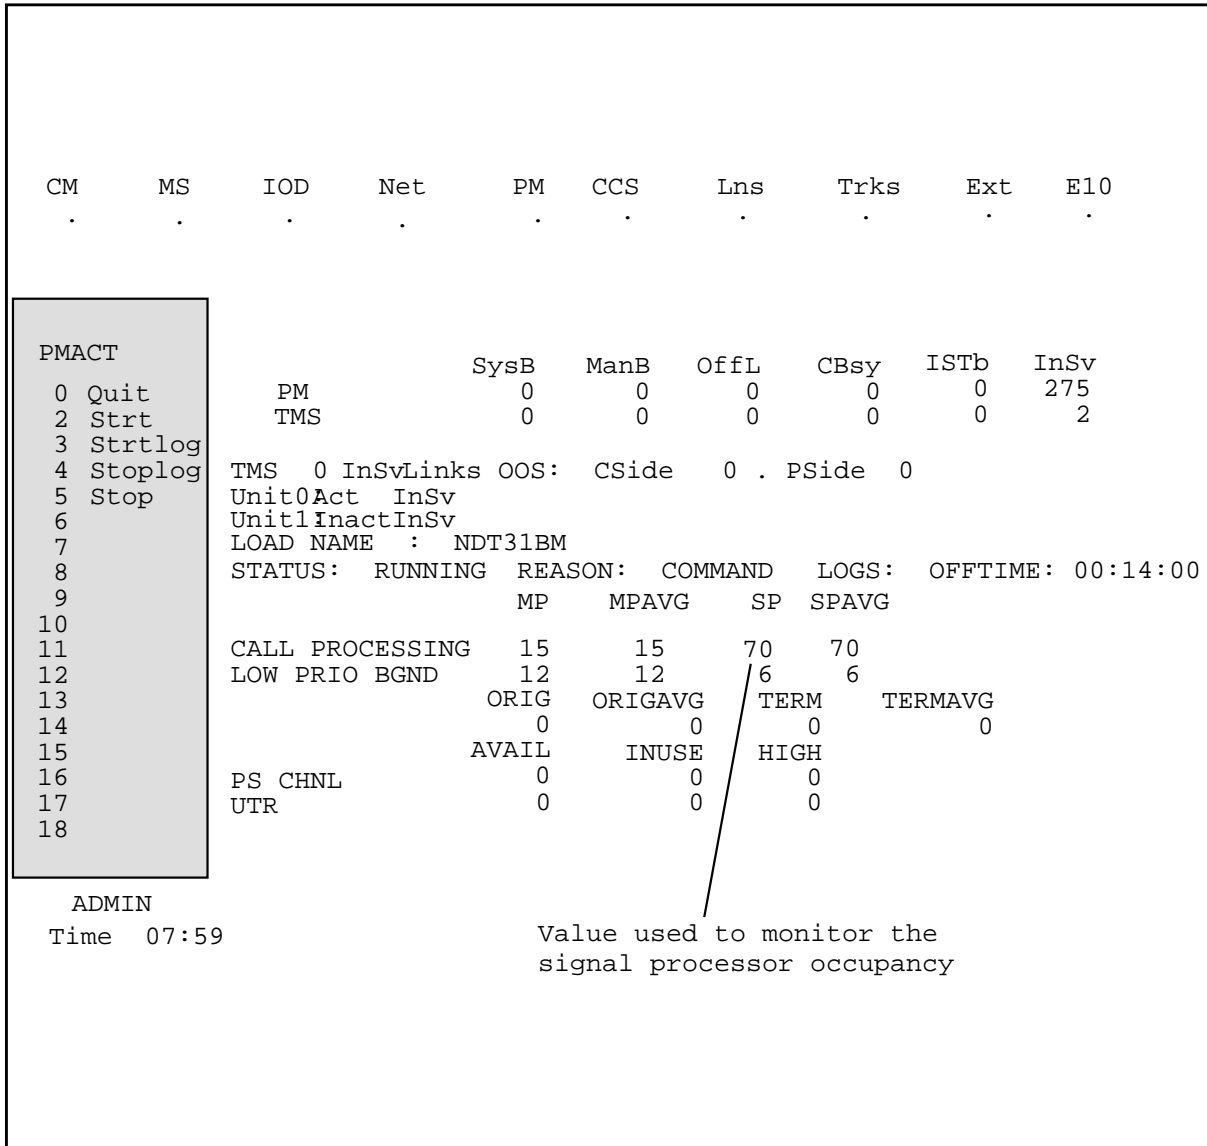 CM MS IOD Net PM CCS Lns Trks Ext E10
. . . . . . . . . .
PMACT
SysB ManB OffL CBsy ISTb InSv
0 Quit PM 0 0 0 0 0 275
2 Strt TMS 0 0 0 0 0 2
3 Strtlog
4 Stoplog TMS 0 InSvLinks OOS: CSide 0 . PSide 0
5 Stop Unit0:Act InSv
6 Unit1:InactInSv
7 LOAD NAME : NDT31BM
8 STATUS: RUNNING REASON: COMMAND LOGS: OFFTIME: 00:14:00
9 MP MPAVG SP SPAVG
10
11 CALL PROCESSING 15 15 70 70
12 LOW PRIO BGND 12 12 6 6
13 ORIG ORIGAVG TERM TERMAVG
14 0 0 0 0
15 AVAIL INUSE HIGH
16 PS CHNL 0 0 0
17 UTR 0 0 0
18
ADMIN
Time 07:59
Value used to monitor the
signal processor occupancy